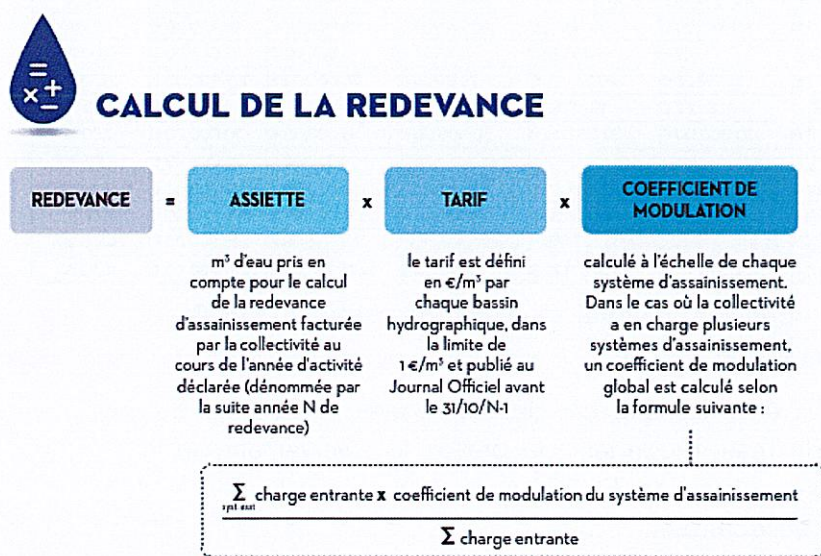 CALCUL DE LA REDEVANCE
REDEVANCE = ASSIETTE x TARIF x COEFFICIENT DE MODULATION
m³ d'eau pris en
compte pour le calcul
de la redevance
d'assainissement facturée
par la collectivité au
cours de l'année d'activité
déclarée (dénommée par
la suite année N de
redevance)
le tarif est défini
en €/m³ par
chaque bassin
hydrographique, dans
la limite de
1 €/m³ et publié au
Journal Officiel avant
le 31/10/N-1
calculé à l'échelle de chaque
système d'assainissement.
Dans le cas où la collectivité
a en charge plusieurs
systèmes d'assainissement,
un coefficient de modulation
global est calculé selon
la formule suivante :
Σ charge entrante x coefficient de modulation du système d'assainissement
Σ charge entrante